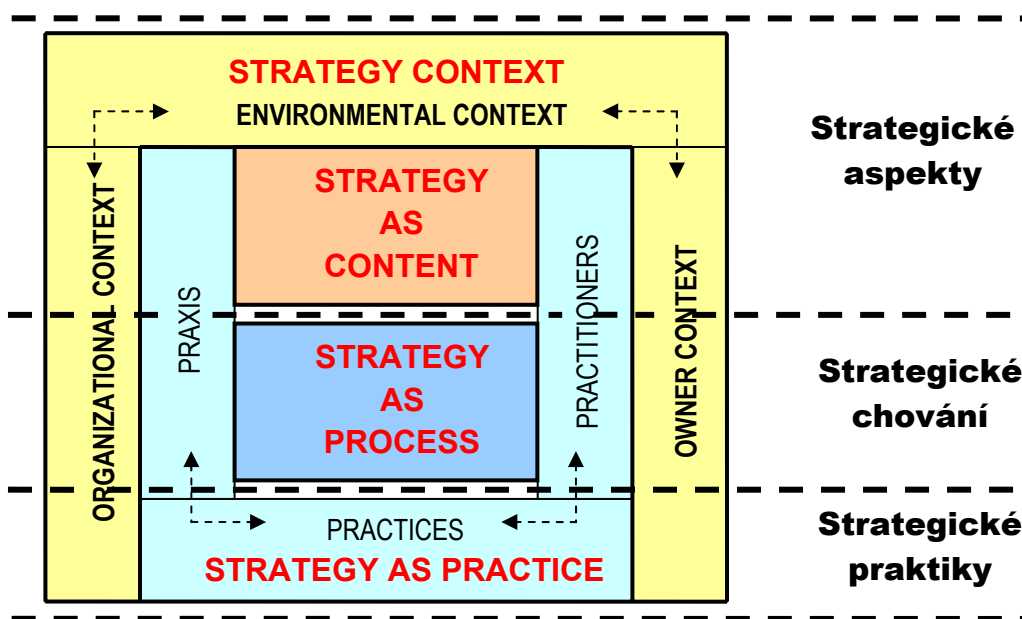 STRATEGY CONTEXT
ENVIRONMENTAL CONTEXT
Strategické
aspekty
ORGANIZATIONAL CONTEXT
PRAXIS
STRATEGY
AS
CONTENT
PRACTITIONERS
OWNER CONTEXT
STRATEGY
AS
PROCESS
Strategické
chování
PRACTICES
STRATEGY AS PRACTICE
Strategické
praktiky